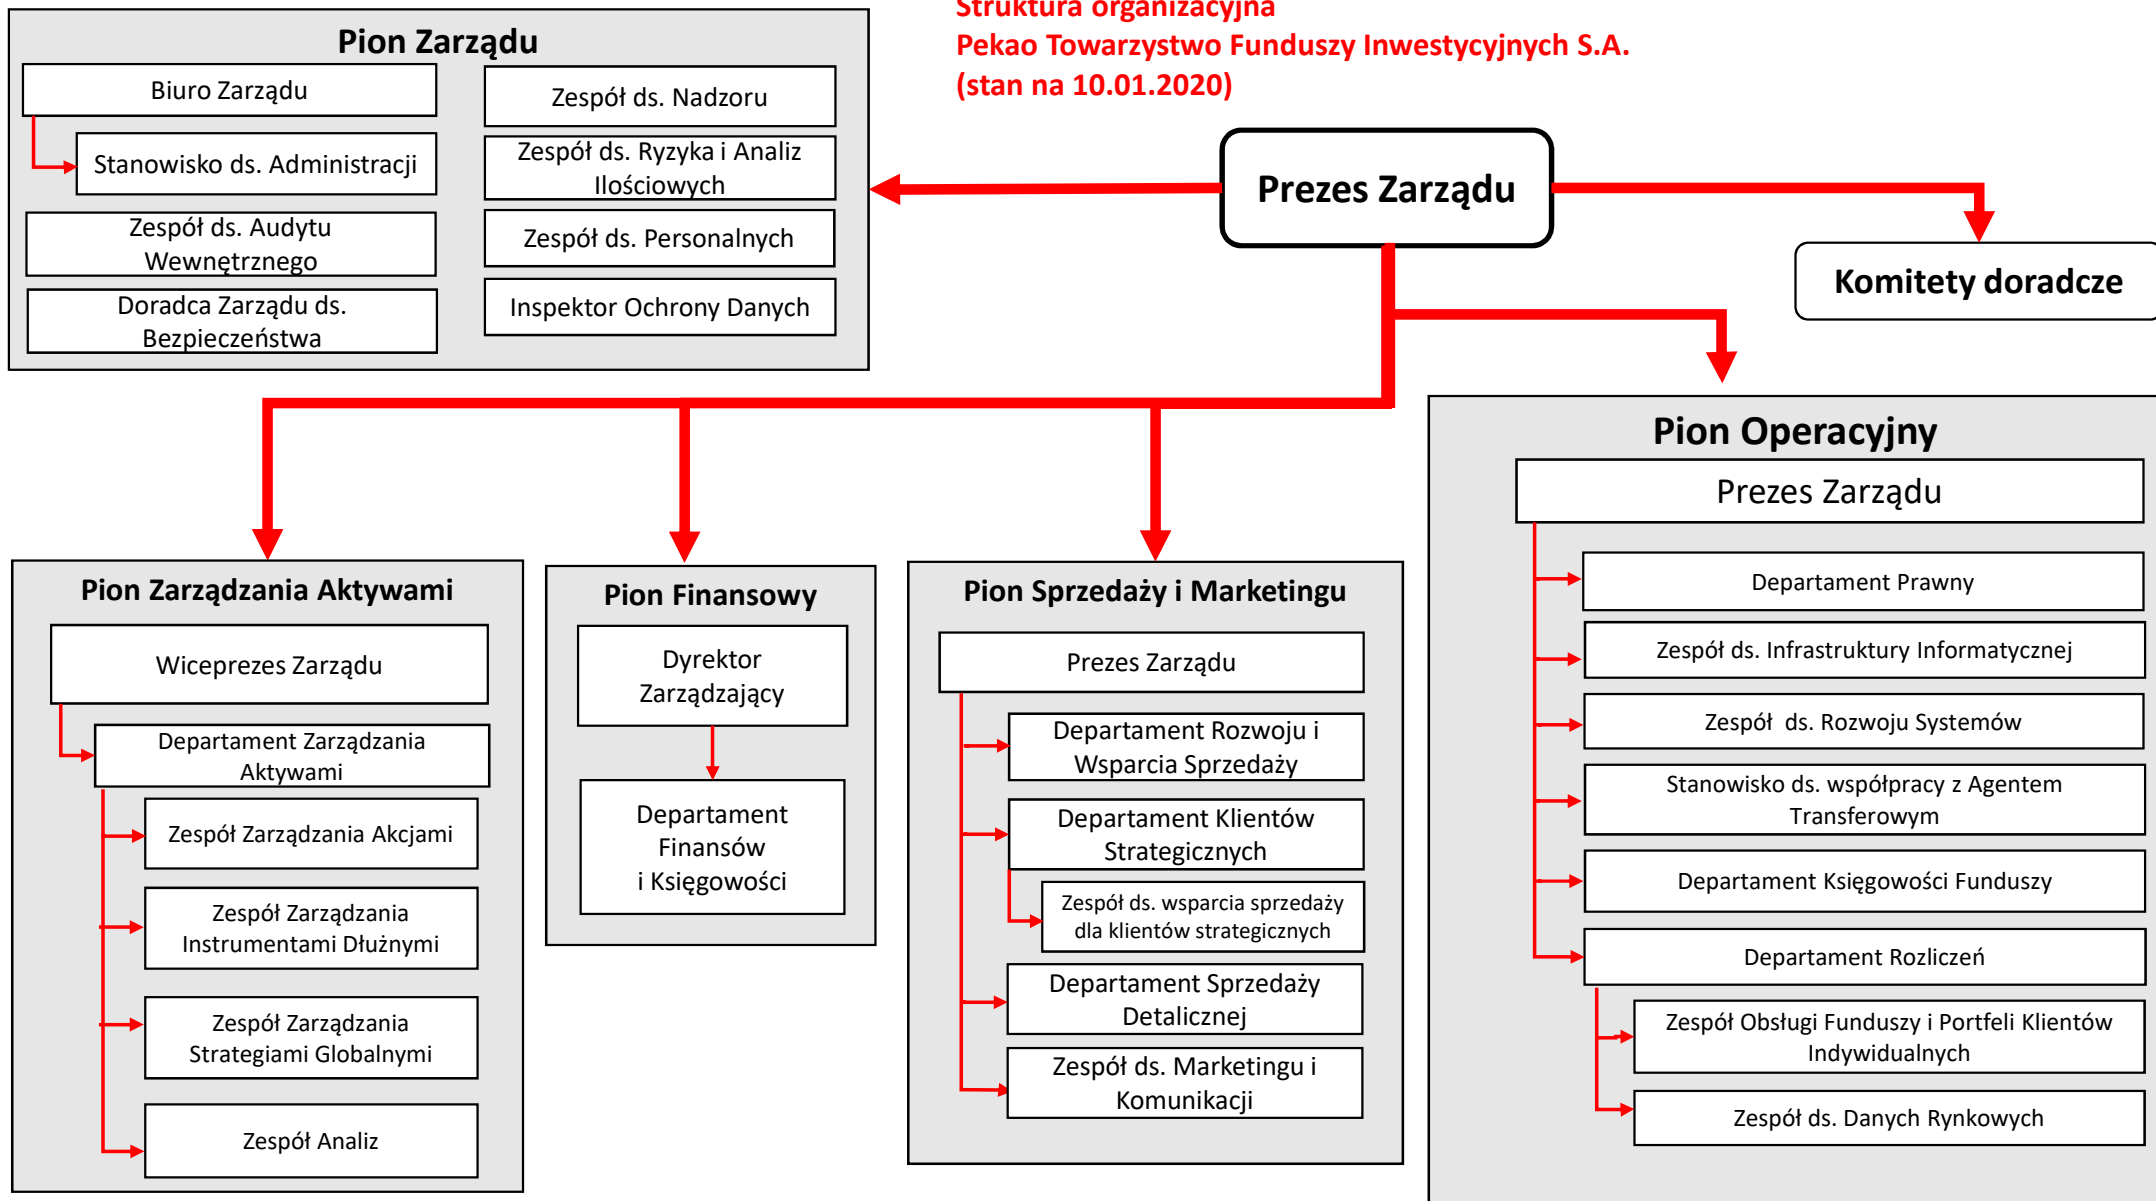 Struktura organizacyjna
Pekao Towarzystwo Funduszy Inwestycyjnych S.A.
(stan na 10.01.2020)
Pion Zarządu
Biuro Zarządu
Stanowisko ds. Administracji
Zespół ds. Audytu
Wewnętrznego
Doradca Zarządu ds.
Bezpieczeństwa
Zespół ds. Nadzoru
Zespół ds. Ryzyka i Analiz
Ilościowych
Zespół ds. Personalnych
Inspektor Ochrony Danych
Prezes Zarządu
Komitety doradcze
Pion Zarządzania Aktywami
Wiceprezes Zarządu
Departament Zarządzania
Aktywami
Zespół Zarządzania Akcjami
Zespół Zarządzania
Instrumentami Dłużnymi
Zespół Zarządzania
Strategiami Globalnymi
Zespół Analiz
Pion Finansowy
Dyrektor
Zarządzający
Departament
Finansów
i Księgowości
Pion Sprzedaży i Marketingu
Prezes Zarządu
Departament Rozwoju i
Wsparcia Sprzedaży
Departament Klientów
Strategicznych
Zespół ds. wsparcia sprzedaży
dla klientów strategicznych
Departament Sprzedaży
Detalicznej
Zespół ds. Marketingu i
Komunikacji
Pion Operacyjny
Prezes Zarządu
Departament Prawny
Zespół ds. Infrastruktury Informatycznej
Zespół  ds. Rozwoju Systemów
Stanowisko ds. współpracy z Agentem
Transferowym
Departament Księgowości Funduszy
Departament Rozliczeń
Zespół Obsługi Funduszy i Portfeli Klientów
Indywidualnych
Zespół ds. Danych Rynkowych